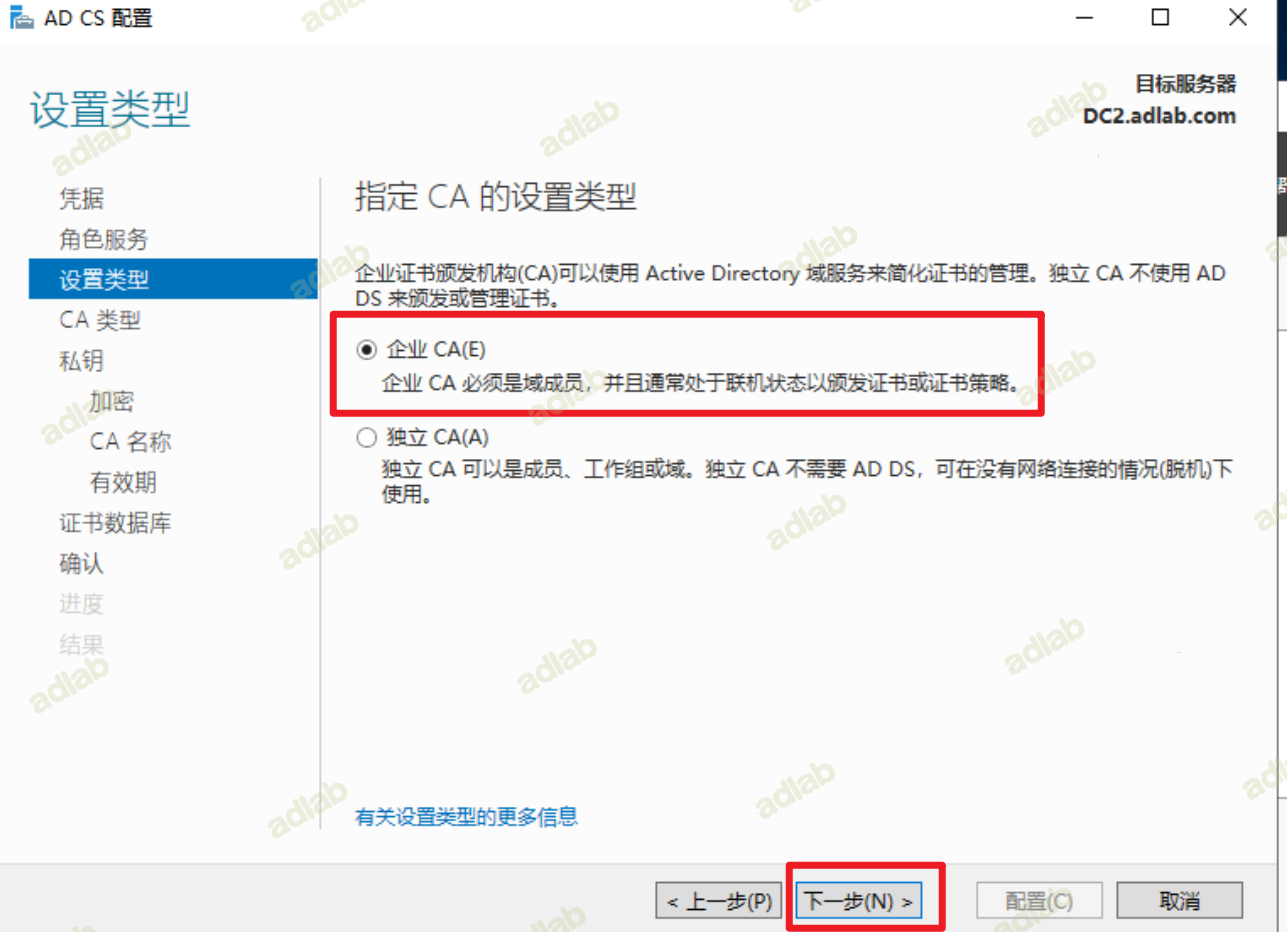 AD CS 配置
设置类型
目标服务器
DC2.adlab.com
凭据
角色服务
设置类型
CA 类型
私钥
加密
CA 名称
有效期
证书数据库
确认
进度
结果
指定 CA 的设置类型
企业证书颁发机构(CA)可以使用 Active Directory 域服务来简化证书的管理。独立 CA 不使用 AD
DS 来颁发或管理证书。
企业 CA(E)
企业 CA 必须是域成员，并且通常处于联机状态以颁发证书或证书策略。
独立 CA(A)
独立 CA 可以是成员、工作组或域。独立 CA 不需要 AD DS，可在没有网络连接的情况(脱机)下
使用。
有关设置类型的更多信息
< 上一步(P)
下一步(N) >
配置(C)
取消
adlab